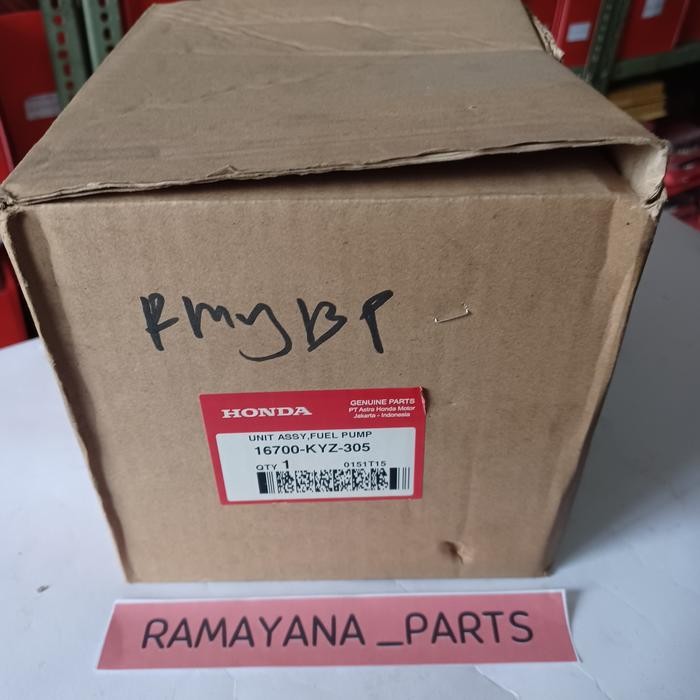 RMYBP
HONDA
GENUINE PARTS
PT Astra Honda Motor
Jakarta - Indonesia
UNIT ASSY,FUEL PUMP
16700-KYZ-305
QTY 1 0151T15
RAMAYANA _PARTS